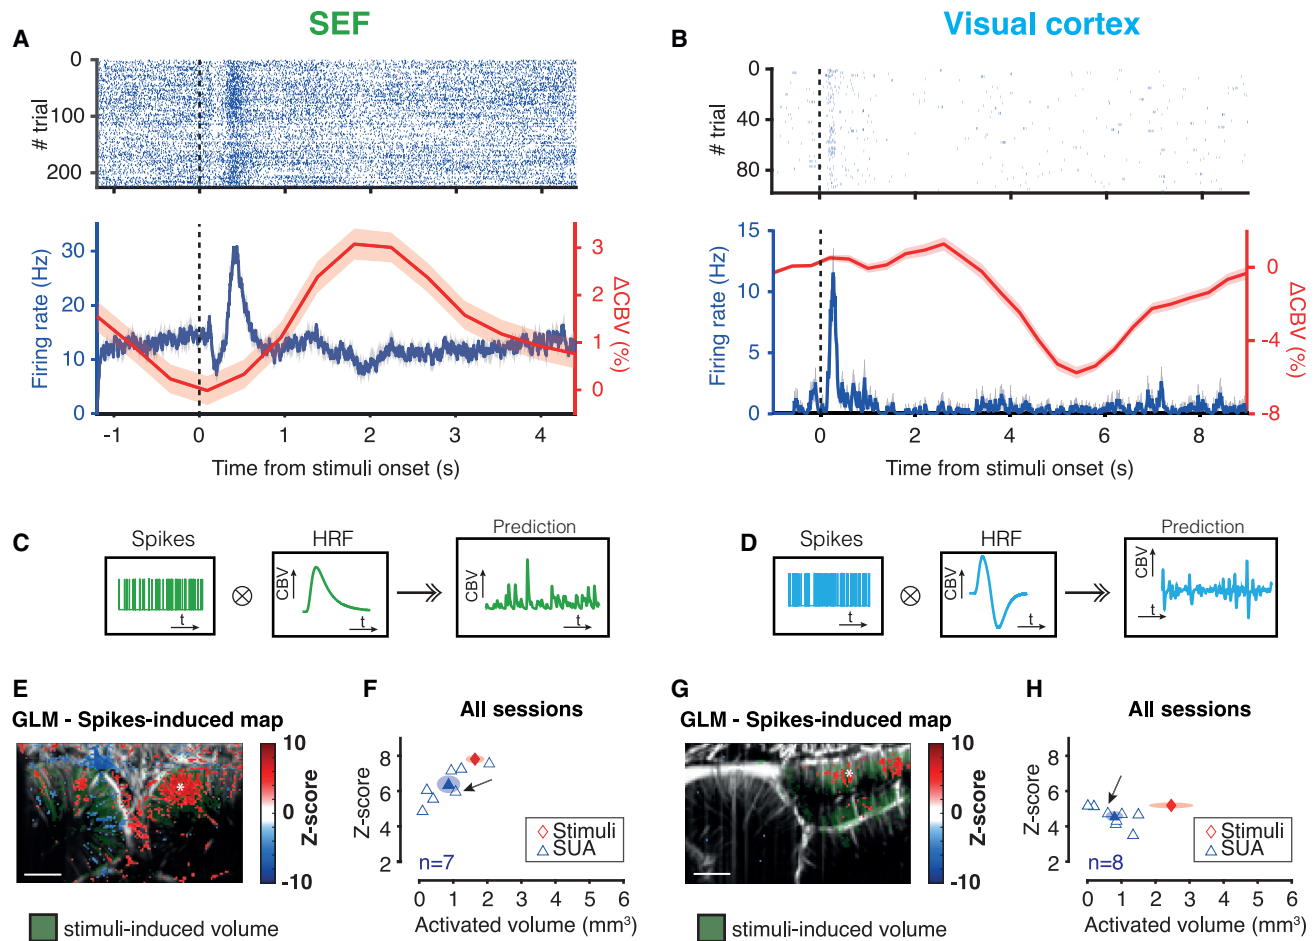 SEF
Visual cortex
A
0
100
200
# trial
30
20
10
0
Firing rate (Hz)
3
2
1
0
ΔCBV (%)
-1 0 1 2 3 4
Time from stimuli onset (s)
B
0
40
80
# trial
15
10
5
0
Firing rate (Hz)
0
-4
-8
ΔCBV (%)
0 2 4 6 8
Time from stimuli onset (s)
C
Spikes
t
HRF
CBV
t
Prediction
CBV
t
D
Spikes
t
HRF
CBV
t
Prediction
CBV
t
E
GLM - Spikes-induced map
*
10
0
-10
Z-score
stimuli-induced volume
F
All sessions
8
6
4
2
Z-score
Stimuli
SUA
n=7
0 1 2 3 4 5 6
Activated volume (mm³)
G
GLM - Spikes-induced map
*
10
0
-10
Z-score
stimuli-induced volume
H
All sessions
8
6
4
2
Z-score
Stimuli
SUA
n=8
0 1 2 3 4 5 6
Activated volume (mm³)